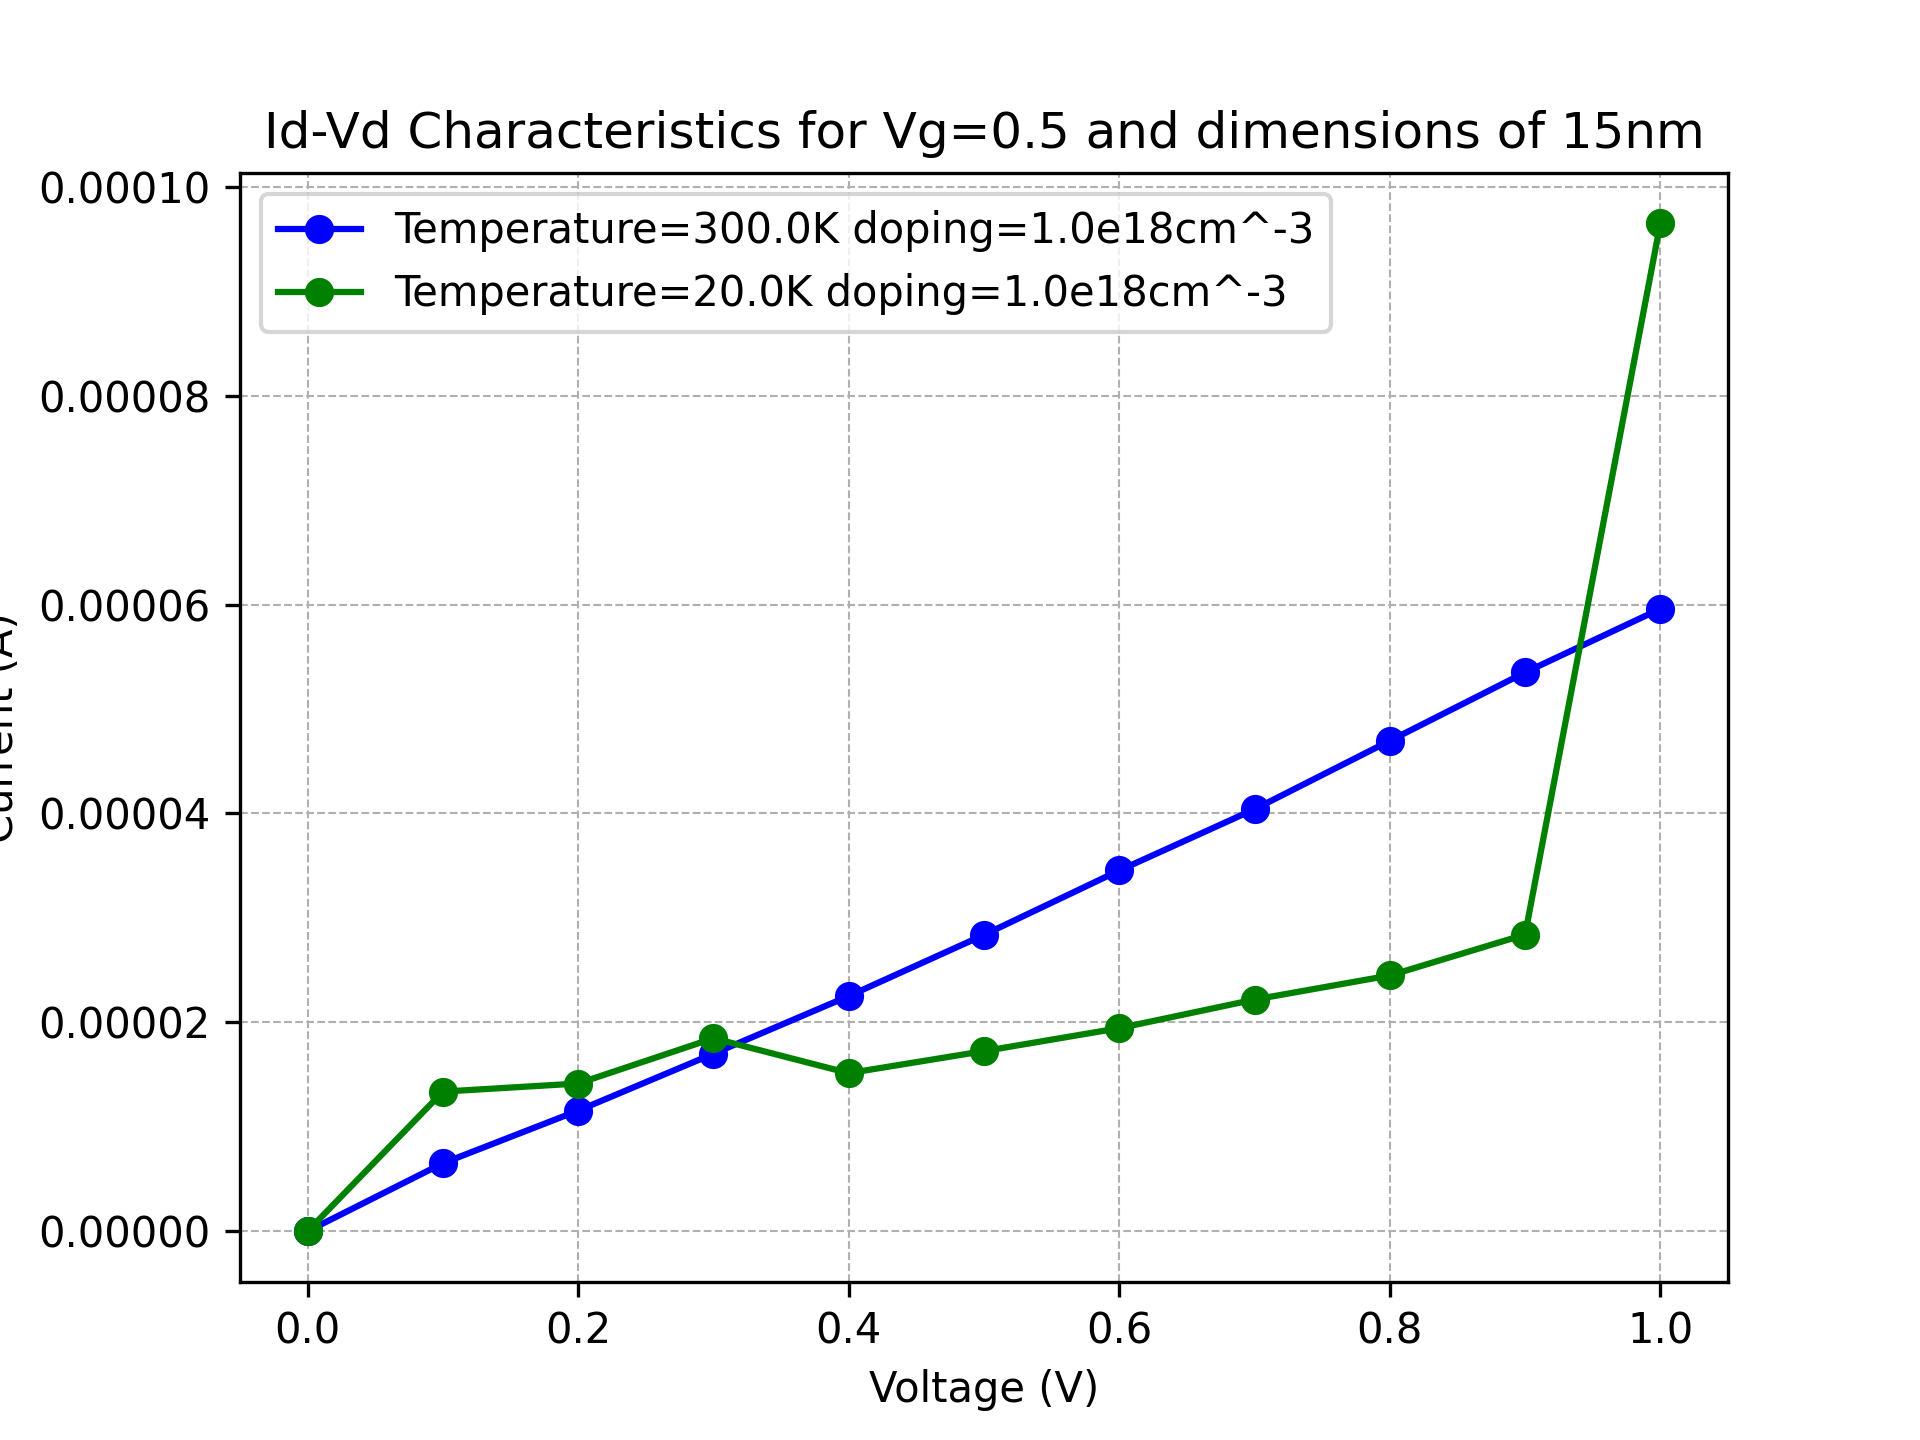 Id-Vd Characteristics for Vg=0.5 and dimensions of 15nm
Temperature=300.0K doping=1.0e18cm^-3
Temperature=20.0K doping=1.0e18cm^-3
0.00010
0.00008
0.00006
0.00004
0.00002
0.00000
Current (A)
0.0 0.2 0.4 0.6 0.8 1.0
Voltage (V)